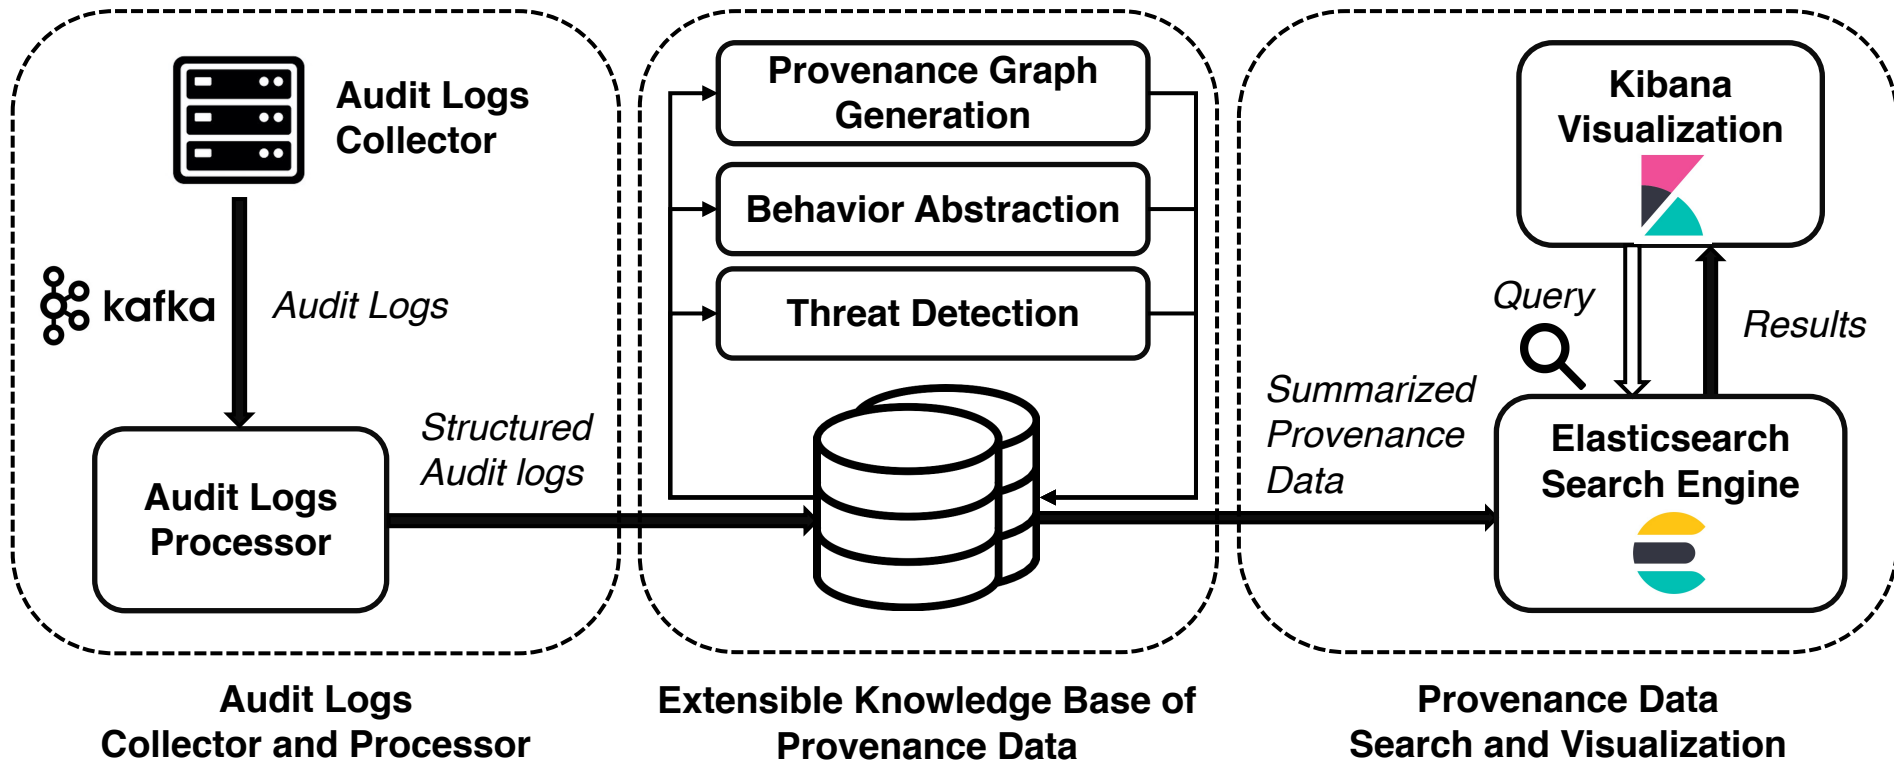 Audit Logs
Collector
kafka
Audit Logs
Audit Logs
Processor
Structured
Audit logs
Audit Logs
Collector and Processor
Provenance Graph
Generation
Behavior Abstraction
Threat Detection
Extensible Knowledge Base of
Provenance Data
Kibana
Visualization
Query
Results
Summarized
Provenance
Data
Elasticsearch
Search Engine
Provenance Data
Search and Visualization